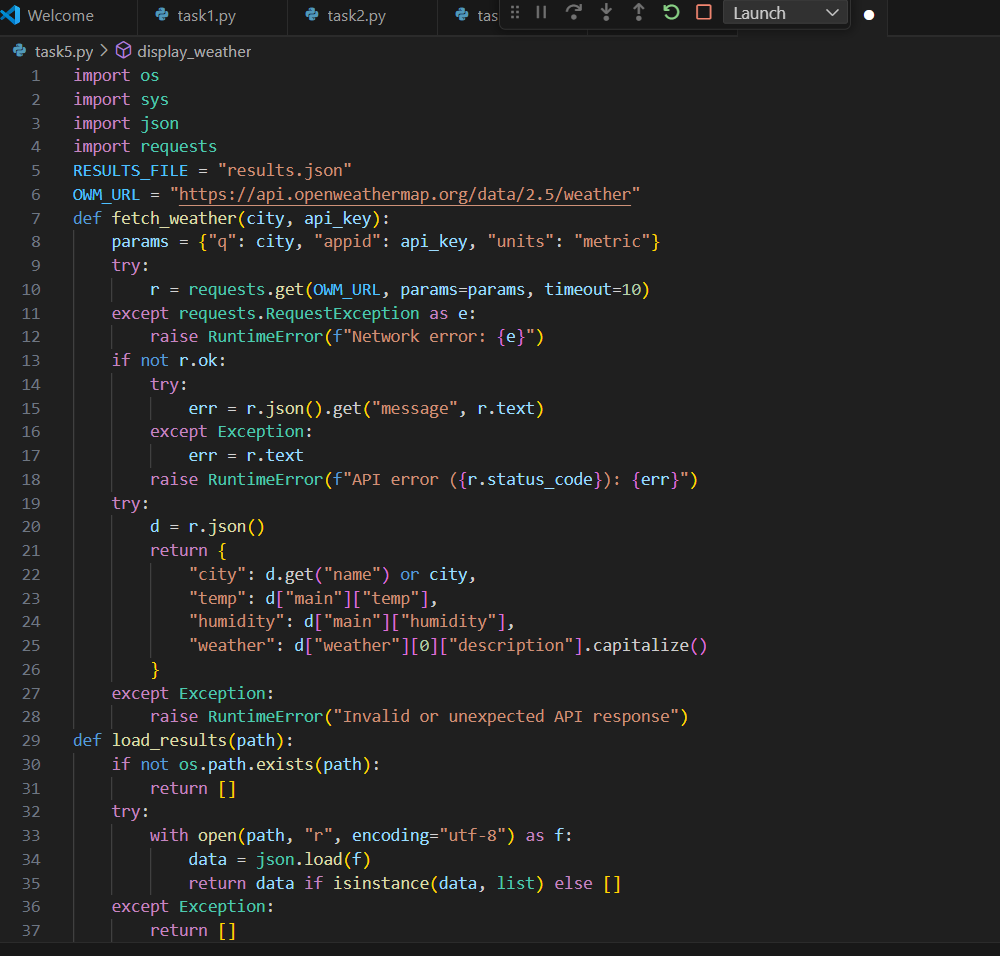 Welcome task1.py task2.py tas Launch
task5.py > display_weather
1 import os
2 import sys
3 import json
4 import requests
5 RESULTS_FILE = "results.json"
6 OWM_URL = "https://api.openweathermap.org/data/2.5/weather"
7 def fetch_weather(city, api_key):
8     params = {"q": city, "appid": api_key, "units": "metric"}
9     try:
10         r = requests.get(OWM_URL, params=params, timeout=10)
11     except requests.RequestException as e:
12         raise RuntimeError(f"Network error: {e}")
13     if not r.ok:
14         try:
15             err = r.json().get("message", r.text)
16         except Exception:
17             err = r.text
18         raise RuntimeError(f"API error ({r.status_code}): {err}")
19     try:
20         d = r.json()
21         return {
22             "city": d.get("name") or city,
23             "temp": d["main"]["temp"],
24             "humidity": d["main"]["humidity"],
25             "weather": d["weather"][0]["description"].capitalize()
26         }
27     except Exception:
28         raise RuntimeError("Invalid or unexpected API response")
29 def load_results(path):
30     if not os.path.exists(path):
31         return []
32     try:
33         with open(path, "r", encoding="utf-8") as f:
34             data = json.load(f)
35             return data if isinstance(data, list) else []
36     except Exception:
37         return []